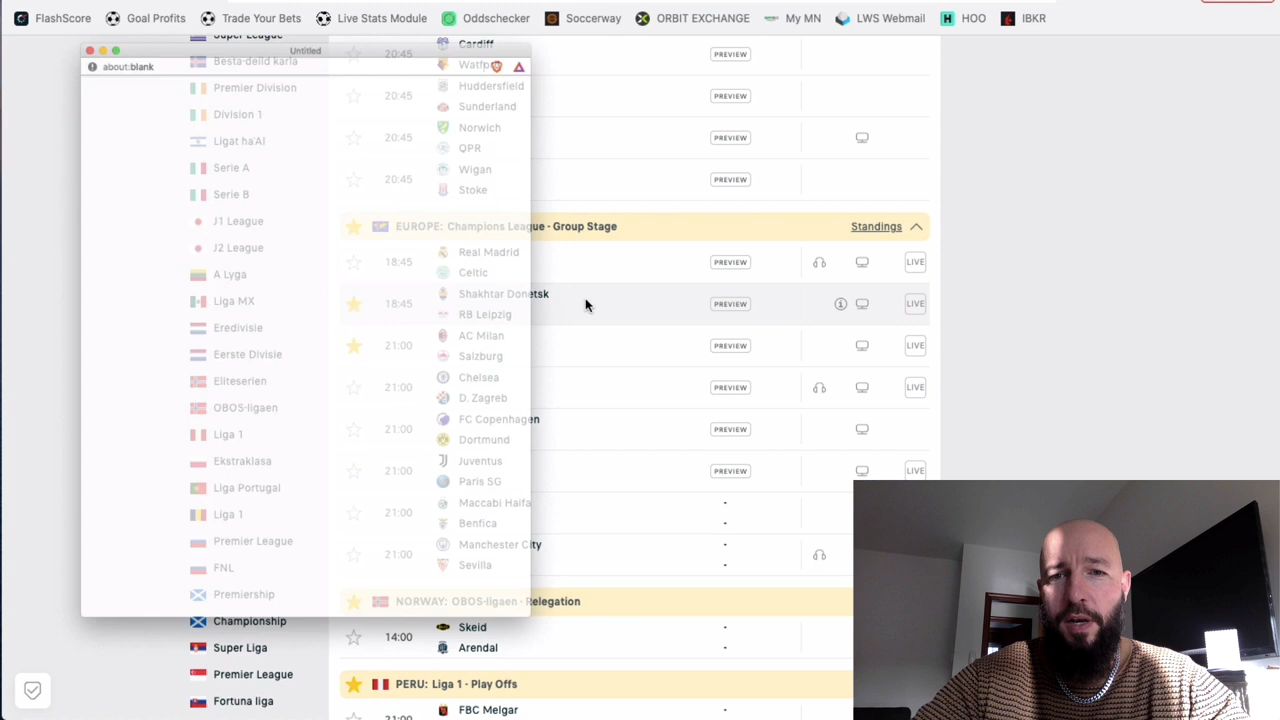 FlashScore Goal Profits Trade Your Bets Live Stats Module Oddschecker Soccerway ORBIT EXCHANGE My MN LWS Webmail HOO IBKR
Untitled
about:blank
Super League
Besta-deild karla
Premier Division
Division 1
Ligat ha'Al
Serie A
Serie B
J1 League
J2 League
A Lyga
Liga MX
Eredivisie
Eerste Divisie
Eliteserien
OBOS-ligaen
Liga 1
Ekstraklasa
Liga Portugal
Liga 1
Premier League
FNL
Premiership
Championship
Super Liga
Premier League
Fortuna liga
20:45 Cardiff PREVIEW
20:45 Huddersfield PREVIEW
Sunderland
20:45 Norwich PREVIEW
QPR
20:45 Wigan PREVIEW
Stoke
EUROPE: Champions League - Group Stage Standings
18:45 Real Madrid PREVIEW LIVE
Celtic
18:45 Shakhtar Donetsk PREVIEW LIVE
RB Leipzig
21:00 AC Milan PREVIEW LIVE
Salzburg
21:00 Chelsea PREVIEW LIVE
D. Zagreb
21:00 FC Copenhagen PREVIEW
Dortmund
21:00 Juventus PREVIEW LIVE
Paris SG
21:00 Maccabi Haifa -
Benfica -
21:00 Manchester City -
Sevilla -
NORWAY: OBOS-ligaen - Relegation
14:00 Skeid -
Arendal -
PERU: Liga 1 - Play Offs
FBC Melgar -